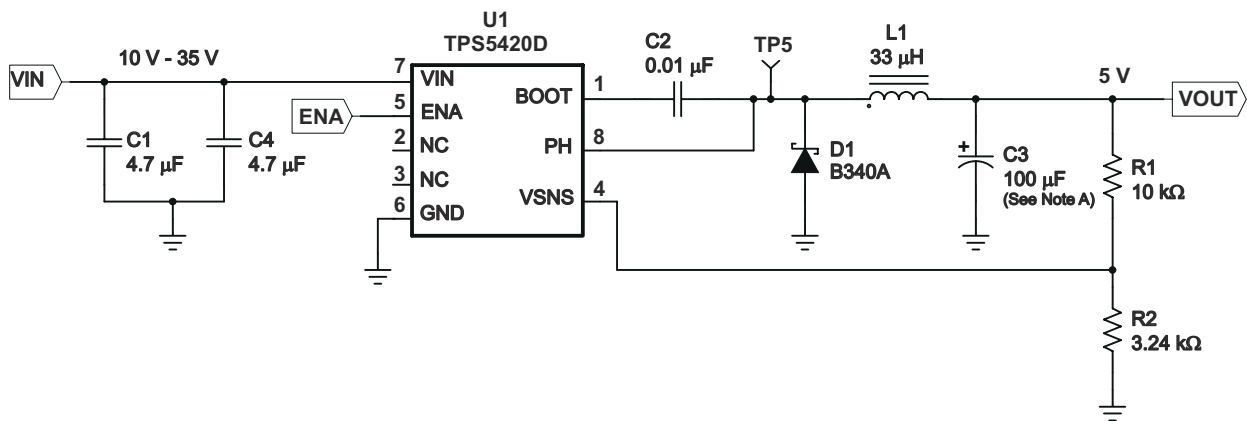 U1
TPS5420D
10 V - 35 V
VIN
7
VIN
ENA
5
ENA
2
NC
3
NC
6
GND
BOOT
1
PH
8
VSNS
4
C1
4.7 μF
C4
4.7 μF
C2
0.01 μF
TP5
L1
33 μH
5 V
VOUT
D1
B340A
+
C3
100 μF
(See Note A)
R1
10 kΩ
R2
3.24 kΩ